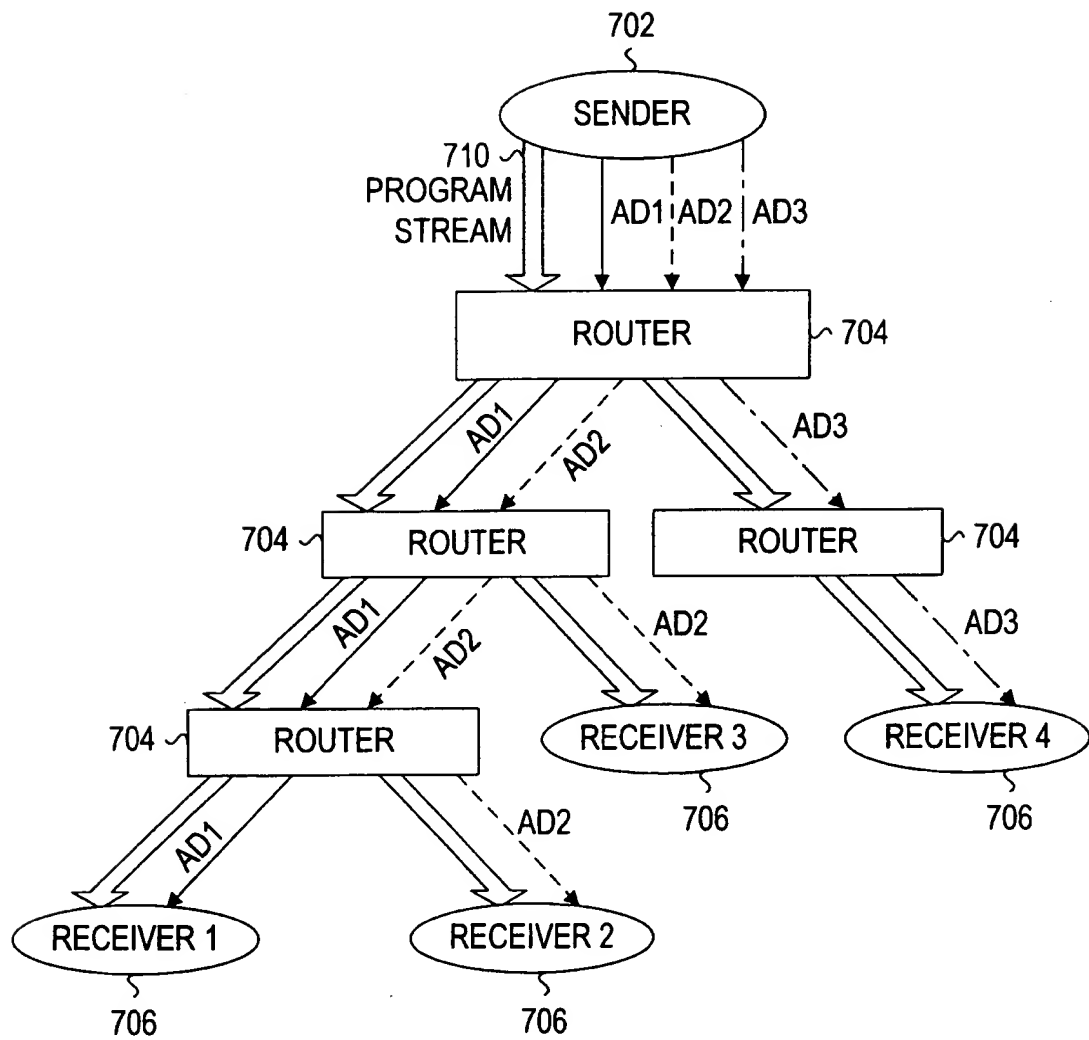 702
SENDER
710
PROGRAM
STREAM
AD1
AD2
AD3
ROUTER
704
AD1
AD2
AD3
704
ROUTER
ROUTER
704
AD1
AD2
AD2
AD3
704
ROUTER
RECEIVER 3
RECEIVER 4
706
706
AD1
AD2
RECEIVER 1
RECEIVER 2
706
706